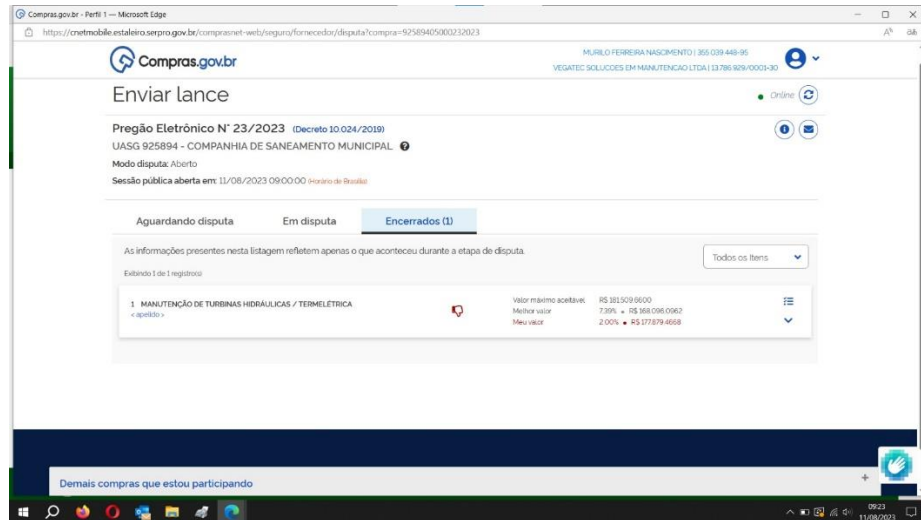 Compras.gov.br - Perfil 1 — Microsoft Edge
https://cnetmobile.estaleiro.serpro.gov.br/comprasnet-web/seguro/fornecedor/disputa?compra=92589405000232023
Compras.gov.br
MURILO FERREIRA NASCIMENTO | 355.039.448-95
VEGATEC SOLUCOES EM MANUTENCAO LTDA | 13.786.929/0001-30
Enviar lance
Online
Pregão Eletrônico N° 23/2023 (Decreto 10.024/2019)
UASG 925894 - COMPANHIA DE SANEAMENTO MUNICIPAL
Modo disputa: Aberto
Sessão pública aberta em: 11/08/2023 09:00:00 (Horário de Brasília)
Aguardando disputa Em disputa Encerrados (1)
As informações presentes nesta listagem refletem apenas o que aconteceu durante a etapa de disputa.
Todos os Itens
Exibindo 1 de 1 registro(s)
1 MANUTENÇÃO DE TURBINAS HIDRÁULICAS / TERMELÉTRICA
< apelido >
Valor máximo aceitável R$ 181.509,6600
Melhor valor 7,39% R$ 168.096,0962
Meu valor 2,00% R$ 177.879,4668
Demais compras que estou participando
09:23
11/08/2023